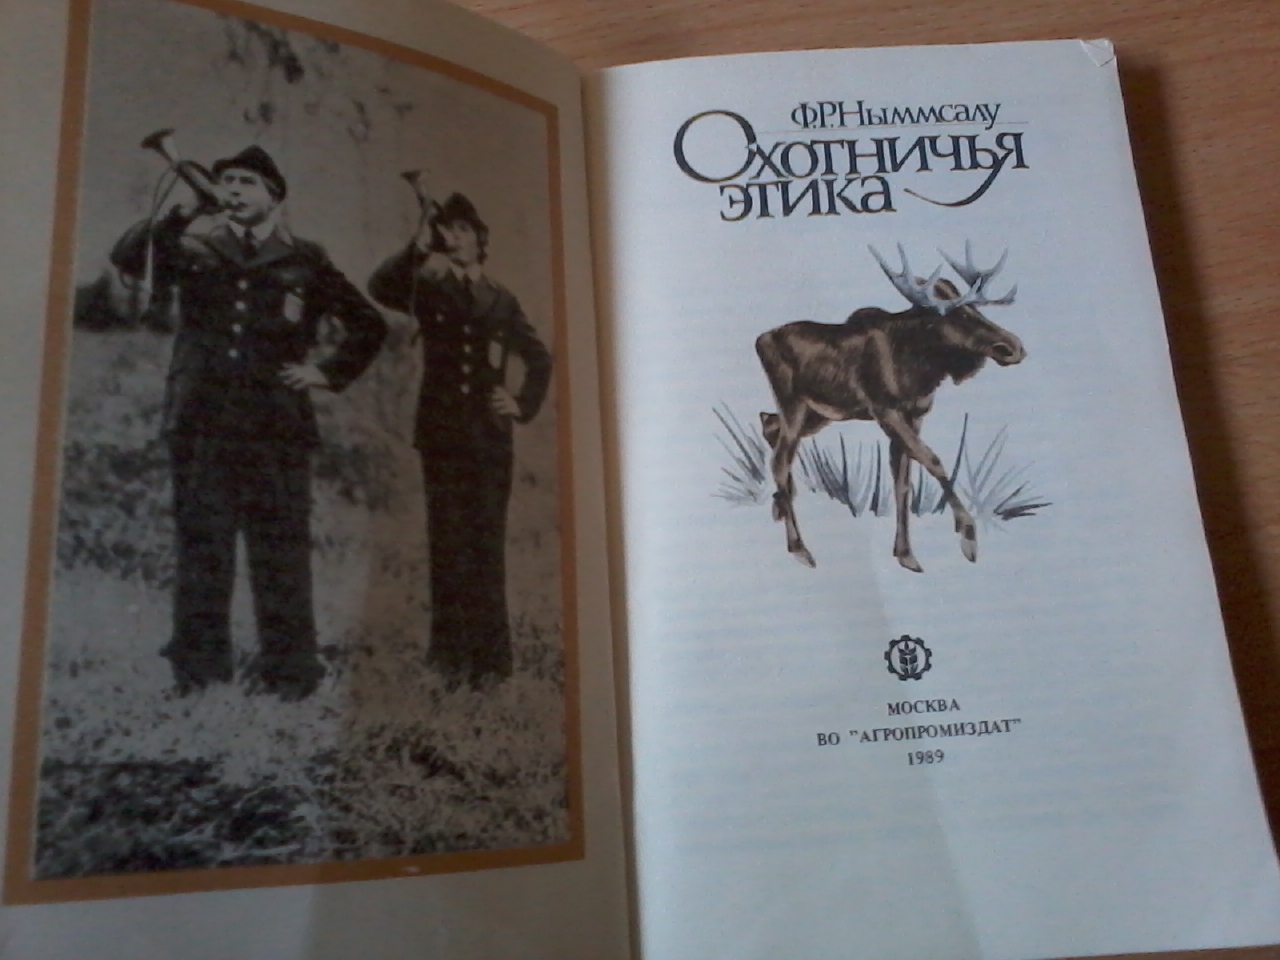 Ф.Р.Ныммсалу
Охотничья
этика
МОСКВА
ВО "АГРОПРОМИЗДАТ"
1989